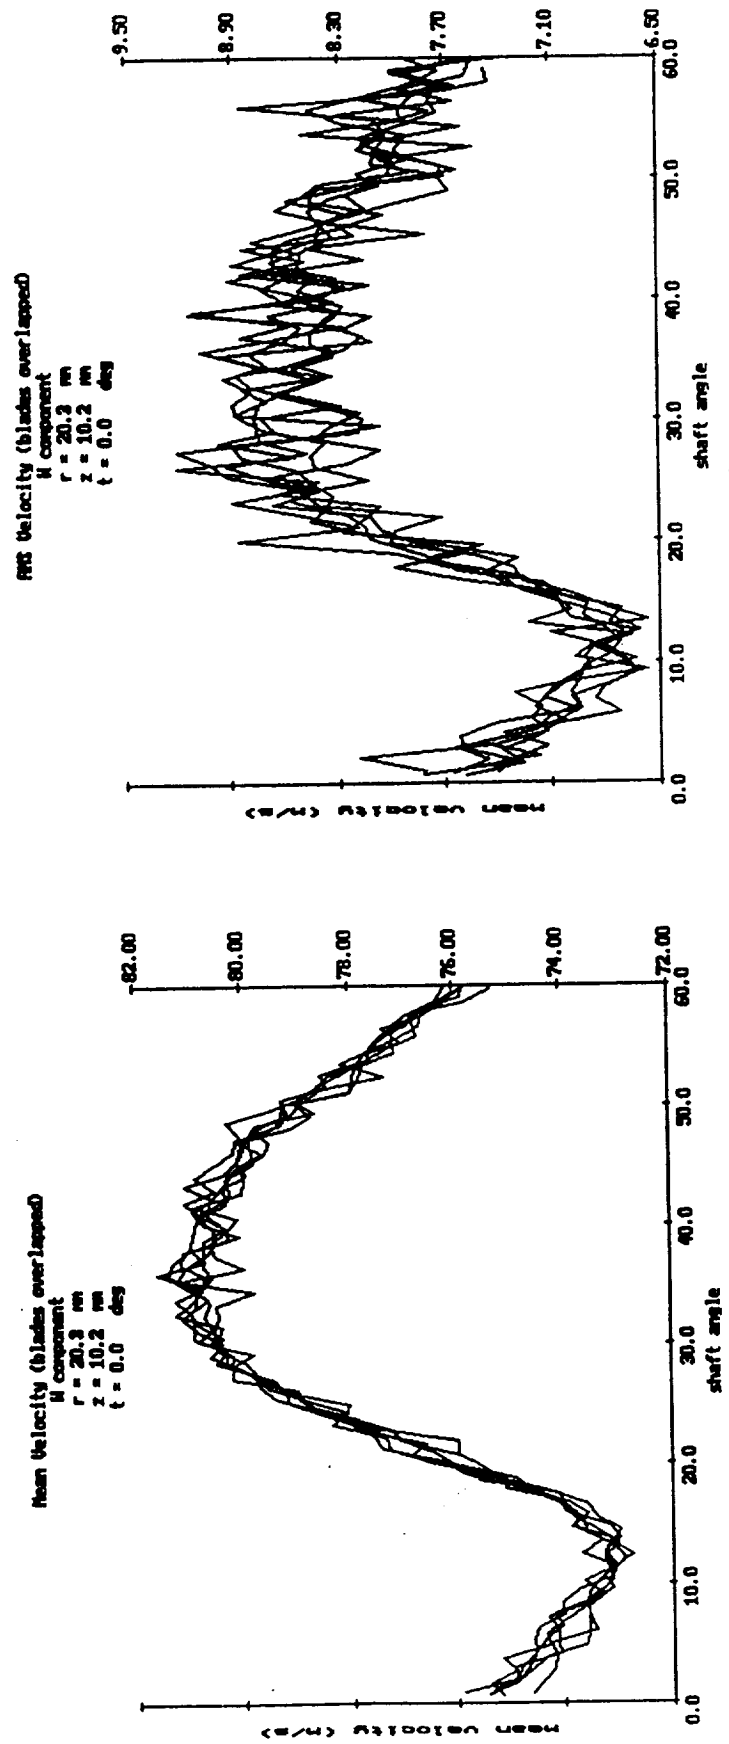 RMS Velocity (blades overlapped)
W component
r = 20.3 mm
z = 10.2 mm
t = 0.0 deg
9.50
8.90
8.30
7.70
7.10
6.50
mean velocity (m/s)
0.0 10.0 20.0 30.0 40.0 50.0 60.0
shaft angle
Mean Velocity (blades overlapped)
W component
r = 20.3 mm
z = 10.2 mm
t = 0.0 deg
82.00
80.00
78.00
76.00
74.00
72.00
mean velocity (m/s)
0.0 10.0 20.0 30.0 40.0 50.0 60.0
shaft angle